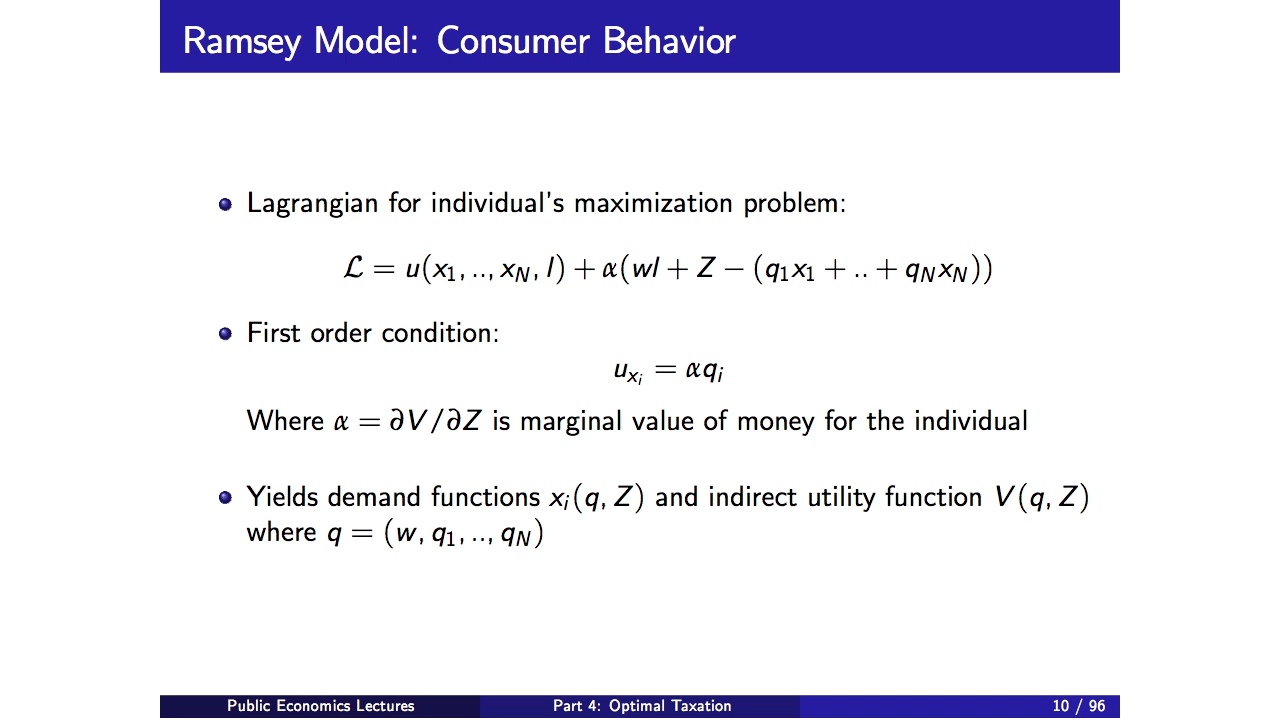 Ramsey Model: Consumer Behavior
Lagrangian for individual's maximization problem:
ℒ = u(x₁, .., x_N, l) + α(wl + Z − (q₁x₁ + .. + q_N x_N))
First order condition:
u_{x_i} = αq_i
Where α = ∂V/∂Z is marginal value of money for the individual
Yields demand functions x_i(q, Z) and indirect utility function V(q, Z)
where q = (w, q₁, .., q_N)
Public Economics Lectures
Part 4: Optimal Taxation
10 / 96